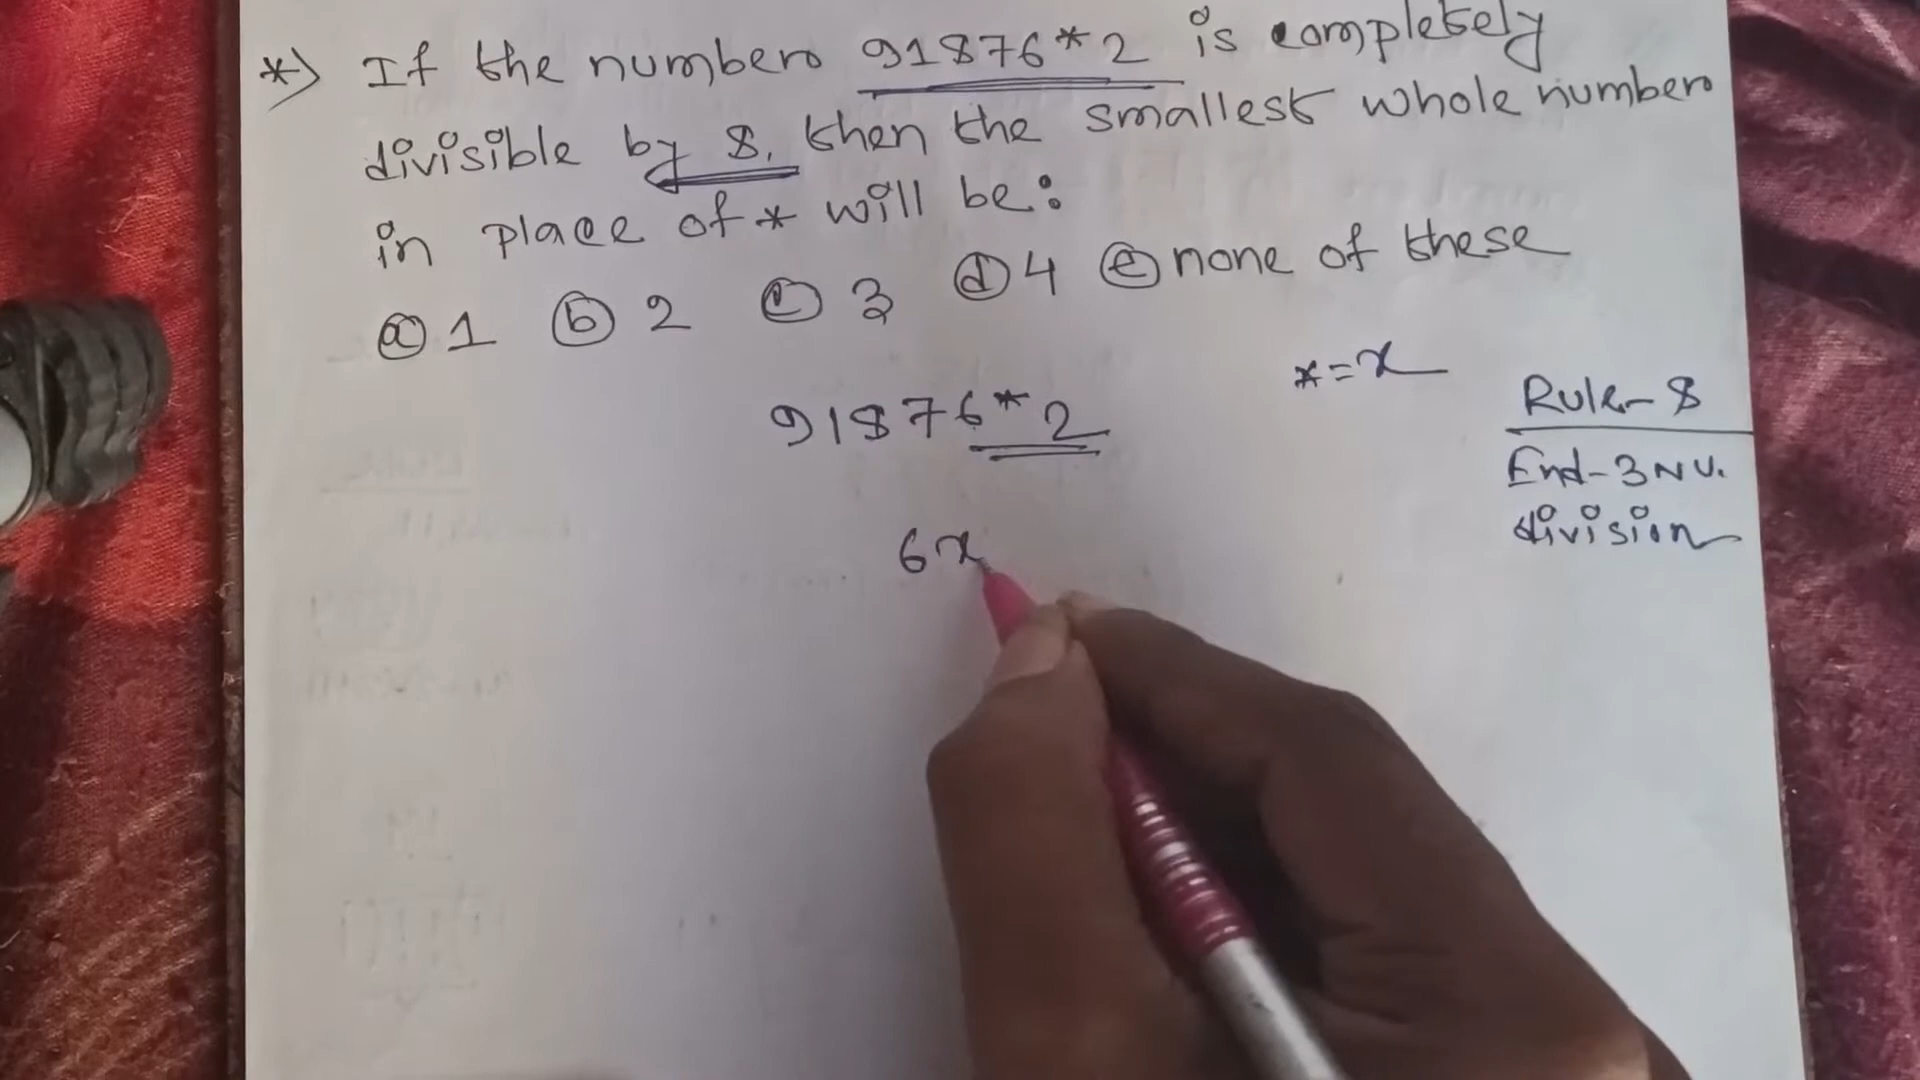 *) If the number 91876*2 is completely
divisible by 8, then the smallest whole number
in place of * will be:
(a) 1 (b) 2 (c) 3 (d) 4 (e) none of these
91876*2
*=x
6x
Rule-8
End-3 NU.
division